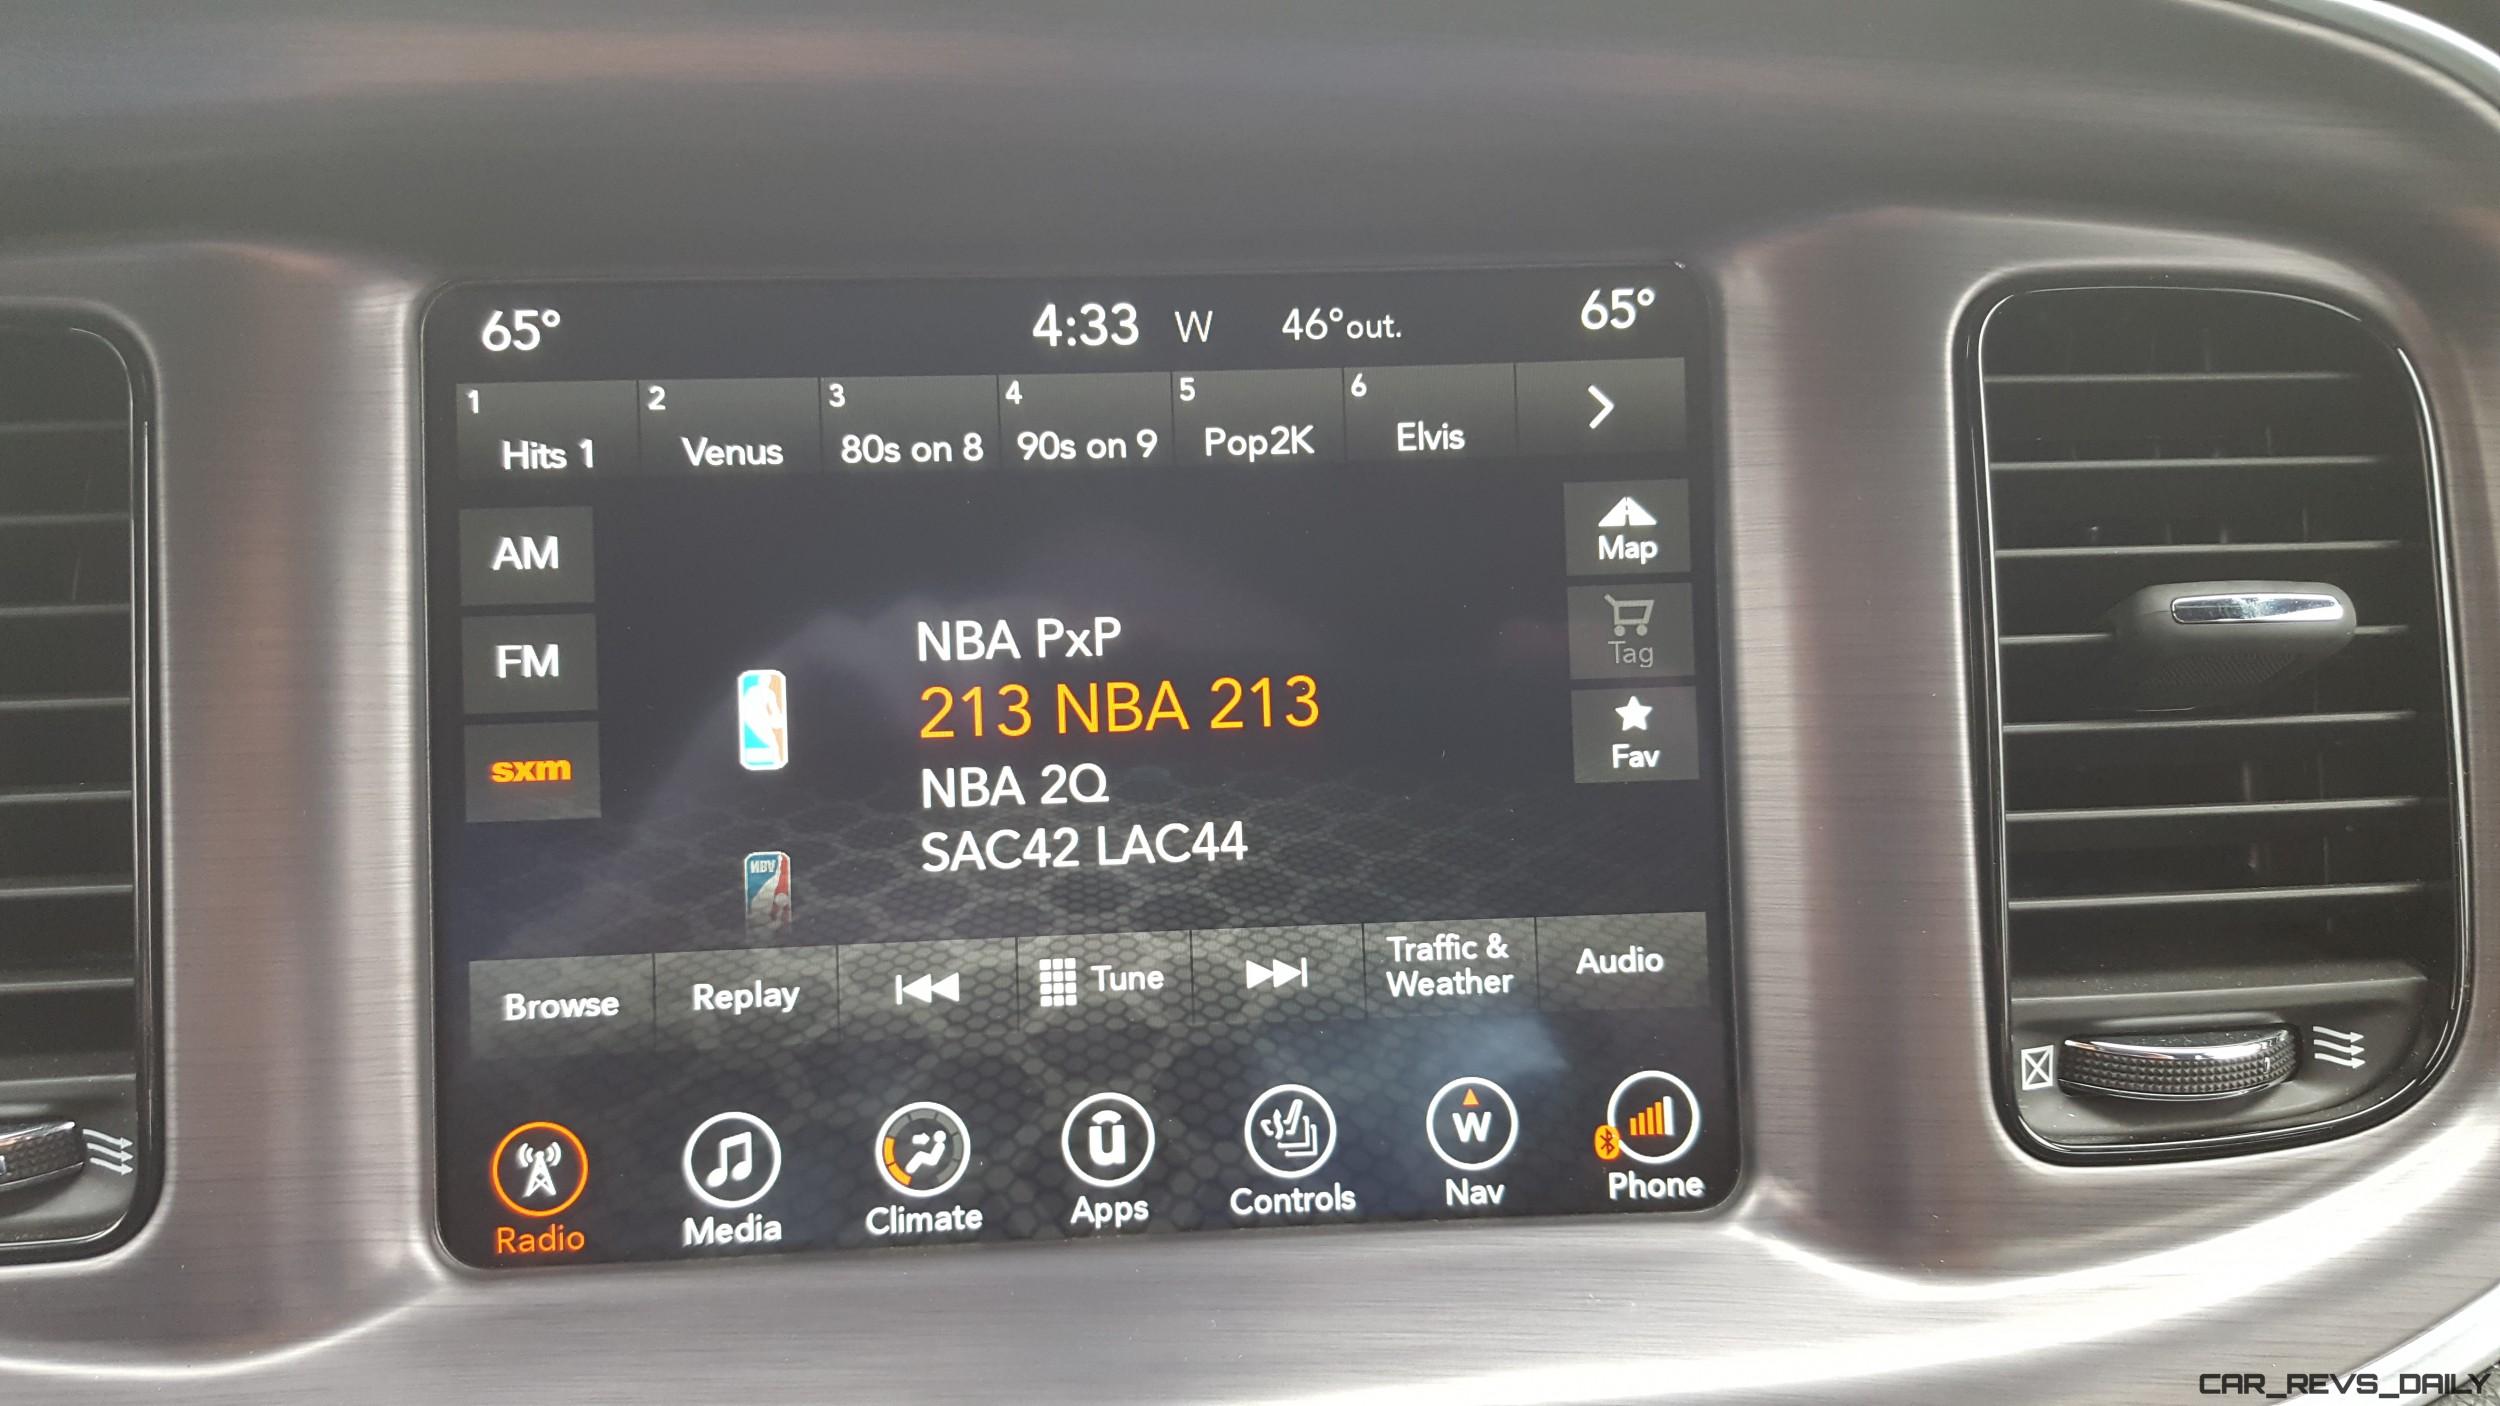 65° 4:33 W 46°out. 65°
1 2 3 4 5 6
Hits 1 Venus 80s on 8 90s on 9 Pop2K Elvis
AM
FM
sxm
Map
Tag
Fav
NBA PxP
213 NBA 213
NBA 2Q
SAC42 LAC44
Browse Replay Tune Traffic &
Weather Audio
W
Radio Media Climate Apps Controls Nav Phone
CAR_REVS_DAILY